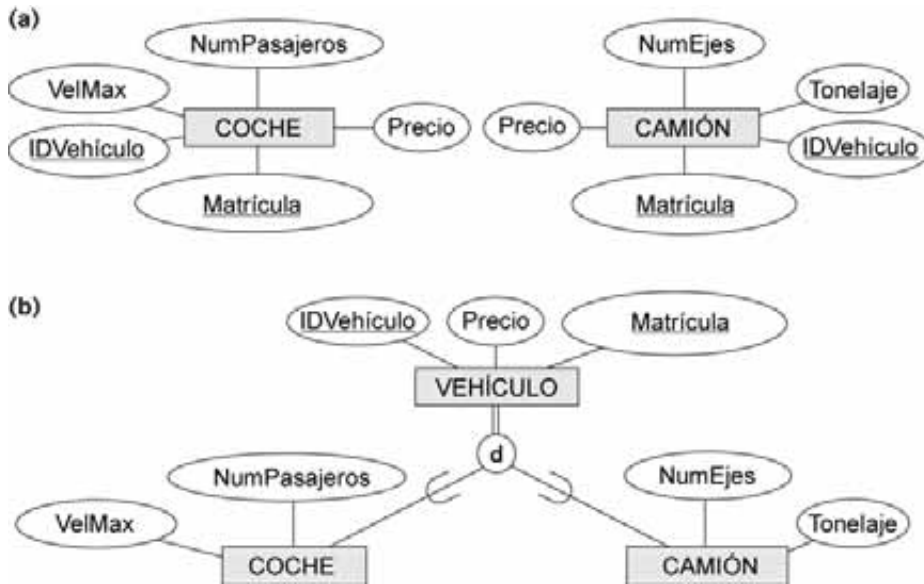 (a)
NumPasajeros
NumEjes
VelMax
Tonelaje
COCHE
Precio
Precio
CAMIÓN
IDVehículo
IDVehiculo
Matrícula
Matrícula
(b)
IDVehículo
Precio
Matrícula
VEHÍCULO
d
NumPasajeros
NumEjes
VelMax
Tonelaje
COCHE
CAMIÓN